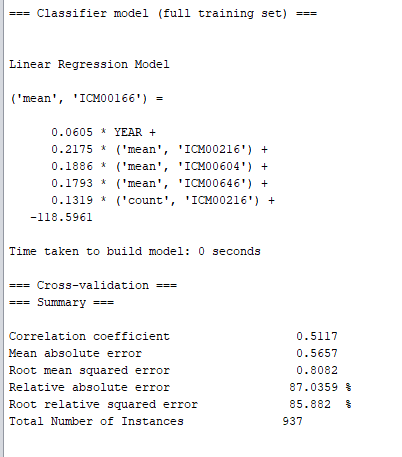 === Classifier model (full training set) ===
Linear Regression Model
('mean', 'ICM00166') =
0.0605 * YEAR +
0.2175 * ('mean', 'ICM00216') +
0.1886 * ('mean', 'ICM00604') +
0.1793 * ('mean', 'ICM00646') +
0.1319 * ('count', 'ICM00216') +
-118.5961
Time taken to build model: 0 seconds
=== Cross-validation ===
=== Summary ===
Correlation coefficient 0.5117
Mean absolute error 0.5657
Root mean squared error 0.8082
Relative absolute error 87.0359 %
Root relative squared error 85.882 %
Total Number of Instances 937